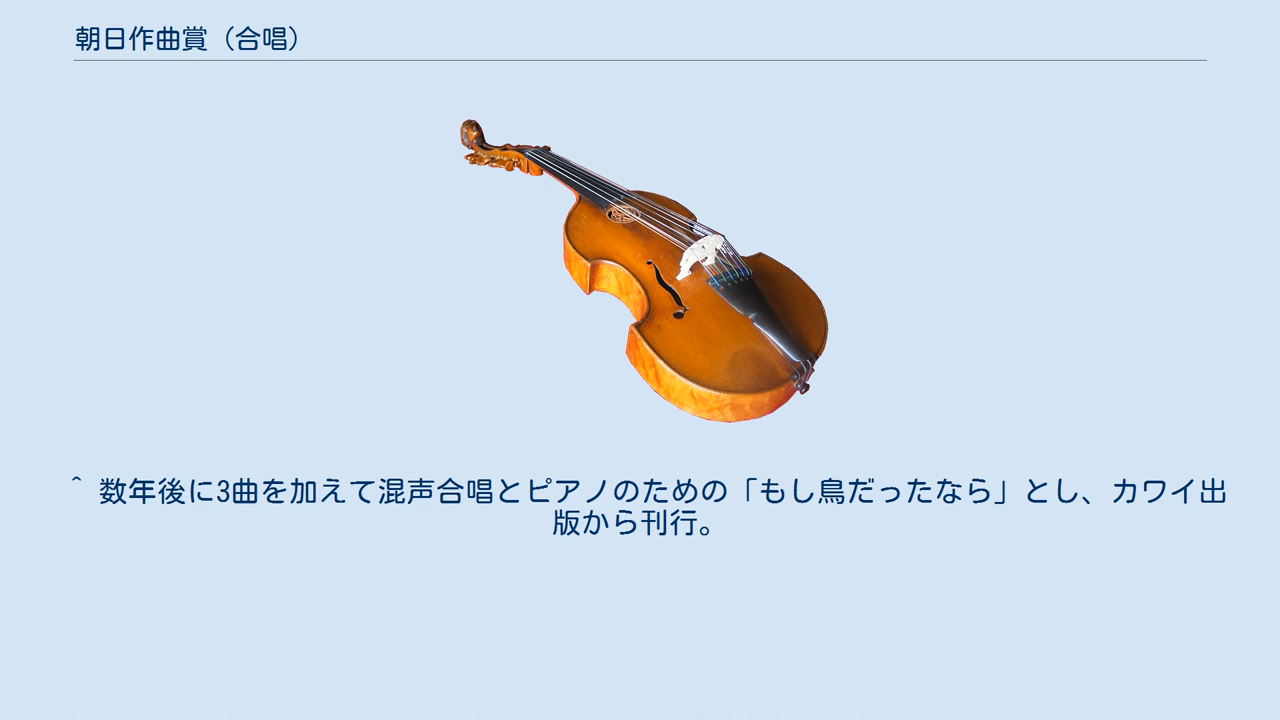 朝日作曲賞（合唱）
^ 数年後に3曲を加えて混声合唱とピアノのための「もし鳥だったなら」とし、カワイ出
版から刊行。